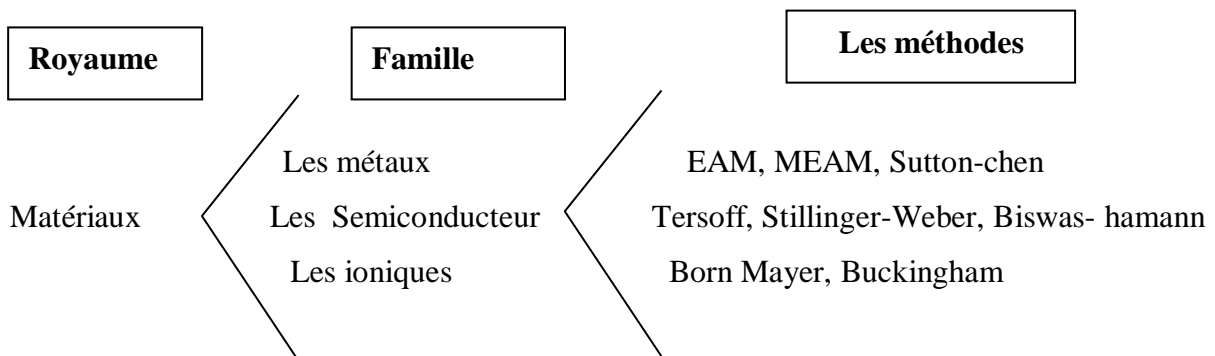 Royaume
Famille
Les méthodes
Les métaux
EAM, MEAM, Sutton-chen
Matériaux
Les Semiconducteur
Tersoff, Stillinger-Weber, Biswas- hamann
Les ioniques
Born Mayer, Buckingham